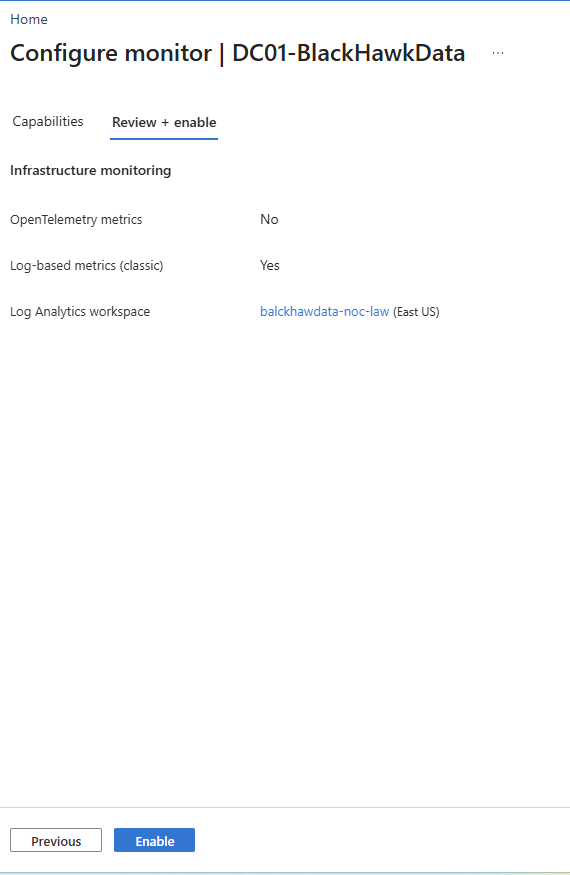 Home
Configure monitor | DC01-BlackHawkData ...
Capabilities Review + enable
Infrastructure monitoring
OpenTelemetry metrics No
Log-based metrics (classic) Yes
Log Analytics workspace balckhawdata-noc-law (East US)
Previous Enable